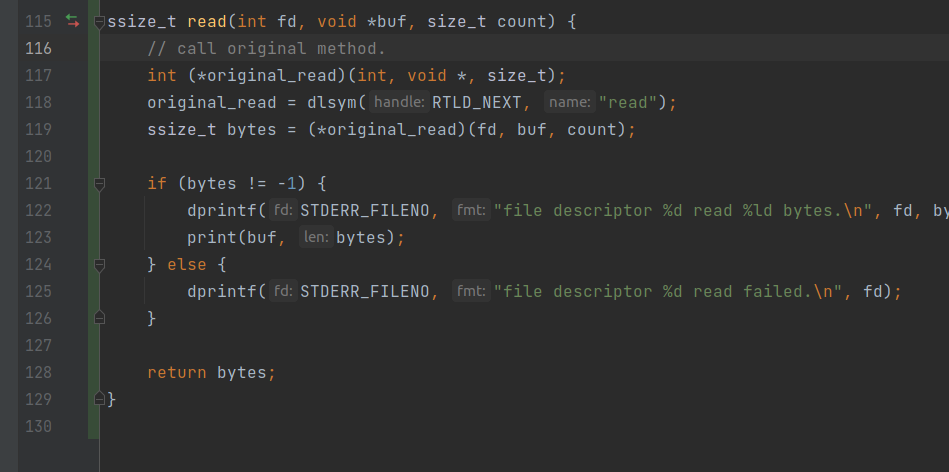 115 ssize_t read(int fd, void *buf, size_t count) {
116 // call original method.
117 int (*original_read)(int, void *, size_t);
118 original_read = dlsym( handle: RTLD_NEXT, name: "read");
119 ssize_t bytes = (*original_read)(fd, buf, count);
120
121 if (bytes != -1) {
122 dprintf( fd: STDERR_FILENO, fmt: "file descriptor %d read %ld bytes.\n", fd, by
123 print(buf, len: bytes);
124 } else {
125 dprintf( fd: STDERR_FILENO, fmt: "file descriptor %d read failed.\n", fd);
126 }
127
128 return bytes;
129 }
130